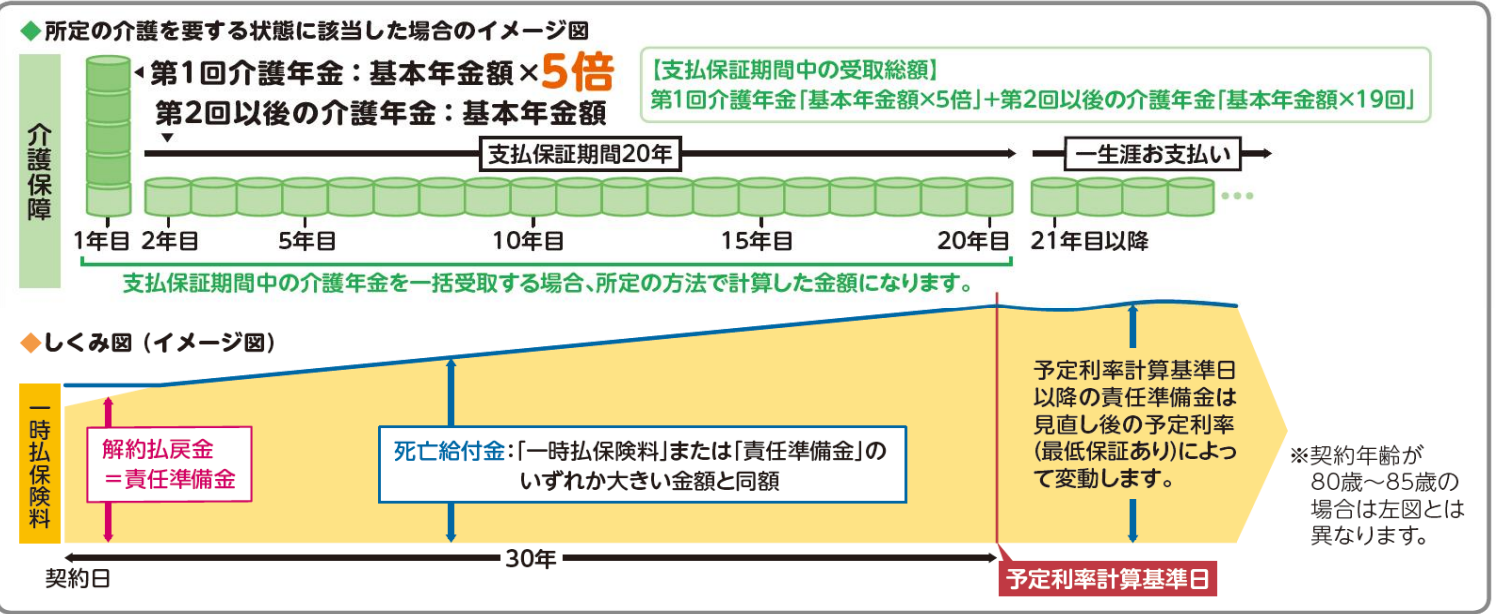 ◆所定の介護を要する状態に該当した場合のイメージ図
介護保障
第1回介護年金：基本年金額×5倍
第2回以後の介護年金：基本年金額
【支払保証期間中の受取総額】
第1回介護年金「基本年金額×5倍」＋第2回以後の介護年金「基本年金額×19回」
支払保証期間20年
一生涯お支払い
1年目 2年目 5年目 10年目 15年目 20年目 21年目以降
支払保証期間中の介護年金を一括受取する場合、所定の方法で計算した金額になります。
◆しくみ図（イメージ図）
一時払保険料
解約払戻金
＝責任準備金
死亡給付金：「一時払保険料」または「責任準備金」の
いずれか大きい金額と同額
予定利率計算基準日
以降の責任準備金は
見直し後の予定利率
(最低保証あり)によっ
て変動します。
※契約年齢が
80歳～85歳の
場合は左図とは
異なります。
30年
契約日
予定利率計算基準日